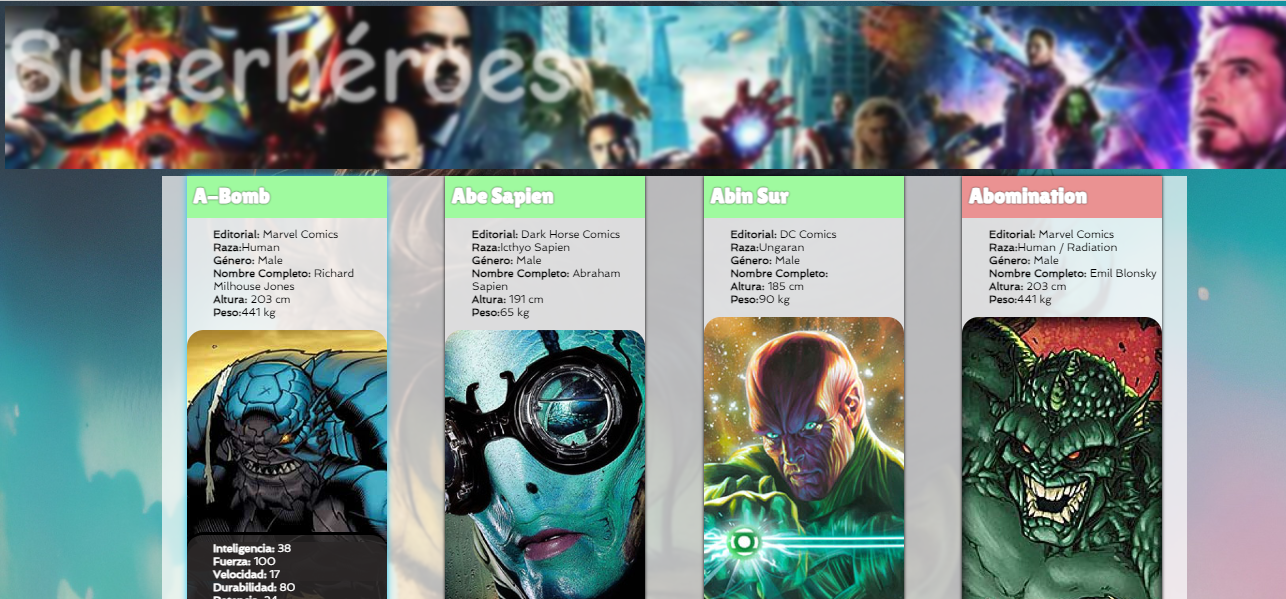 Superhéroes
A-Bomb
Editorial: Marvel Comics
Raza:Human
Género: Male
Nombre Completo: Richard
Milhouse Jones
Altura: 203 cm
Peso:441 kg
Inteligencia: 38
Fuerza: 100
Velocidad: 17
Durabilidad: 80
Abe Sapien
Editorial: Dark Horse Comics
Raza:Icthyo Sapien
Género: Male
Nombre Completo: Abraham
Sapien
Altura: 191 cm
Peso:65 kg
Abin Sur
Editorial: DC Comics
Raza:Ungaran
Género: Male
Nombre Completo:
Altura: 185 cm
Peso:90 kg
Abomination
Editorial: Marvel Comics
Raza:Human / Radiation
Género: Male
Nombre Completo: Emil Blonsky
Altura: 203 cm
Peso:441 kg